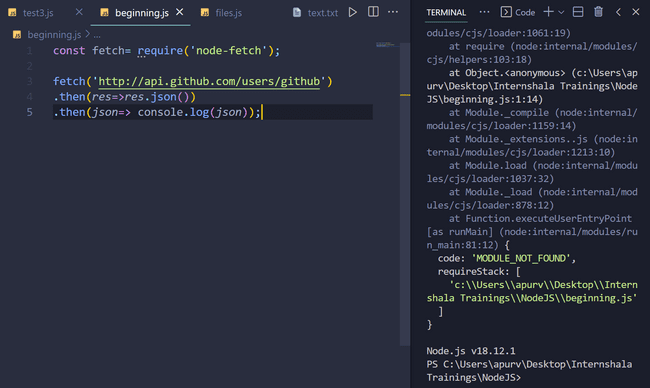 test3.js
beginning.js
files.js
text.txt
beginning.js > ...
1 const fetch= require('node-fetch');
2
3 fetch('http://api.github.com/users/github')
4 .then(res=>res.json())
5 .then(json=> console.log(json));
TERMINAL
Code
odules/cjs/loader:1061:19)
at require (node:internal/modules/
cjs/helpers:103:18)
at Object.<anonymous> (c:\Users\ap
urv\Desktop\Internshala Trainings\Node
JS\beginning.js:1:14)
at Module._compile (node:internal/
modules/cjs/loader:1159:14)
at Module._extensions..js (node:in
ternal/modules/cjs/loader:1213:10)
at Module.load (node:internal/modu
les/cjs/loader:1037:32)
at Module._load (node:internal/mod
ules/cjs/loader:878:12)
at Function.executeUserEntryPoint
[as runMain] (node:internal/modules/ru
n_main:81:12) {
code: 'MODULE_NOT_FOUND',
requireStack: [
'c:\\Users\\apurv\\Desktop\\Intern
shala Trainings\\NodeJS\\beginning.js'
]
}
Node.js v18.12.1
PS C:\Users\apurv\Desktop\Internshala
Trainings\NodeJS>